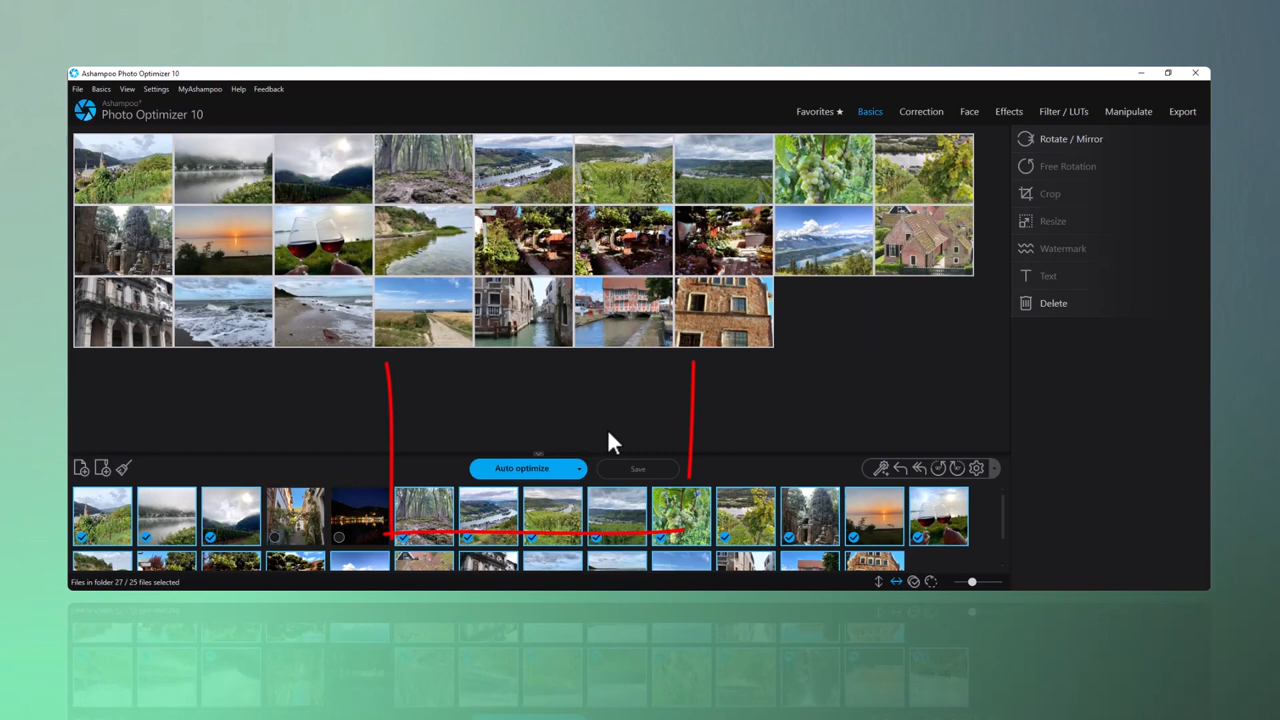 Ashampoo Photo Optimizer 10
File Basics View Settings MyAshampoo Help Feedback
Ashampoo®
Photo Optimizer 10
Favorites ★ Basics Correction Face Effects Filter / LUTs Manipulate Export
Rotate / Mirror
Free Rotation
Crop
Resize
Watermark
Text
Delete
Auto optimize
Save
Files in folder 27 / 25 files selected